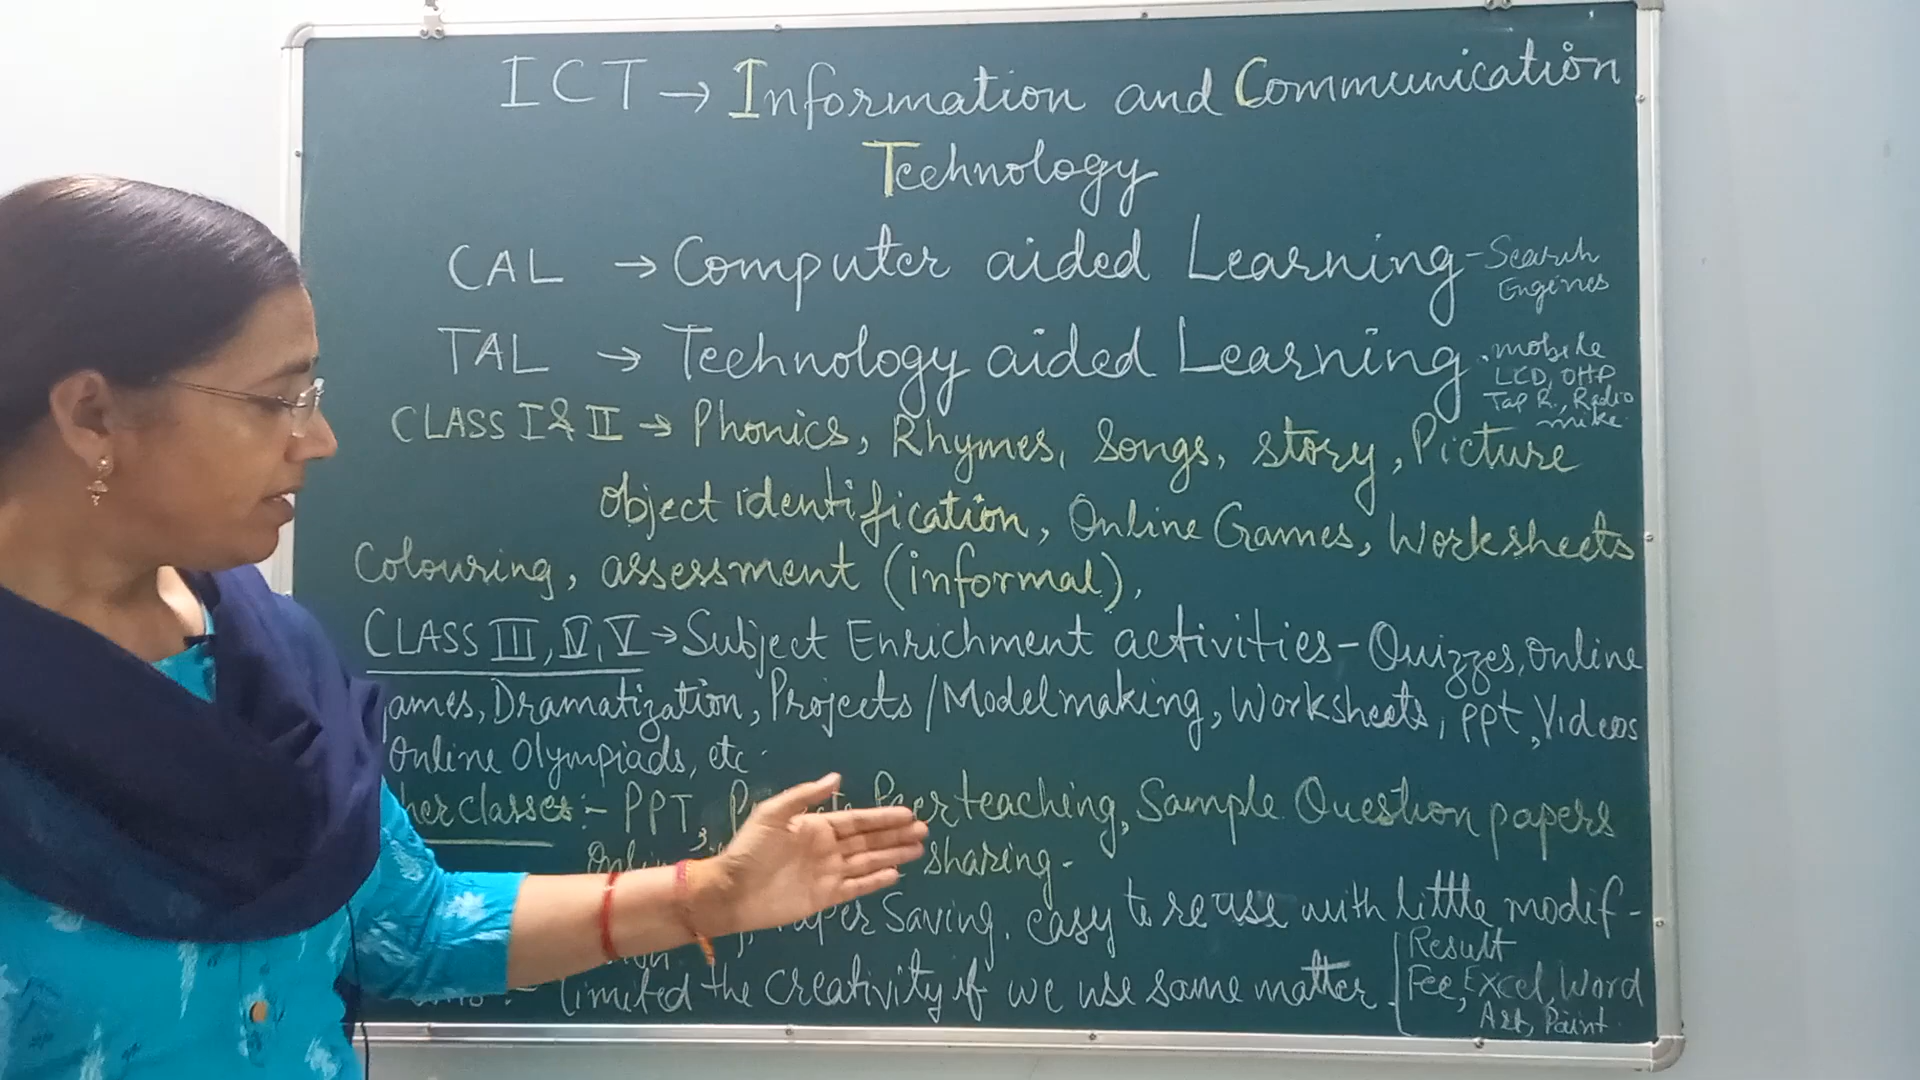 ICT → Information and Communication
Technology
CAL → Computer aided Learning - Search
Engines
TAL → Technology aided Learning . mobile
LCD, OHP
Tap R., Radio
mike.
CLASS I & II → Phonics, Rhymes, Songs, story, Picture
object identification, Online Games, Worksheets
Colouring, assessment (informal),
CLASS III, IV, V → Subject Enrichment activities - Quizzes, online
games, Dramatization, Projects / Modelmaking, Worksheets, PPt, Videos
Online Olympiads, etc.
classes :- PPT, Peer teaching, Sample Question papers
sharing.
Paper Saving, easy to reuse with little modif-
limited the creativity if we use same matter.
Result
Fee, Excel, Word
Art, Paint.